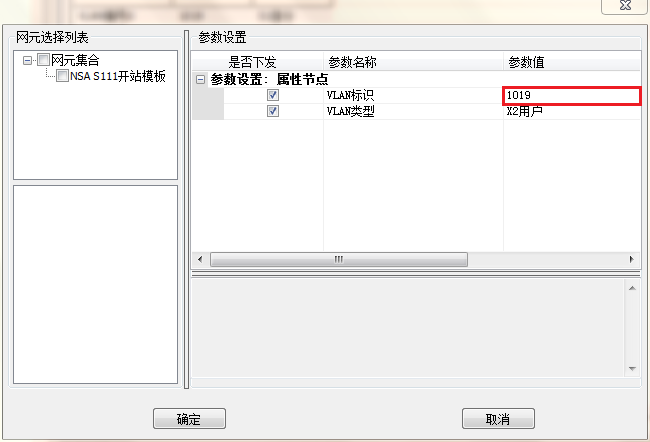 网元选择列表
网元集合
NSA S111开站模板
参数设置
是否下发 参数名称 参数值
参数设置: 属性节点
VLAN标识 1019
VLAN类型 X2用户
确定 取消